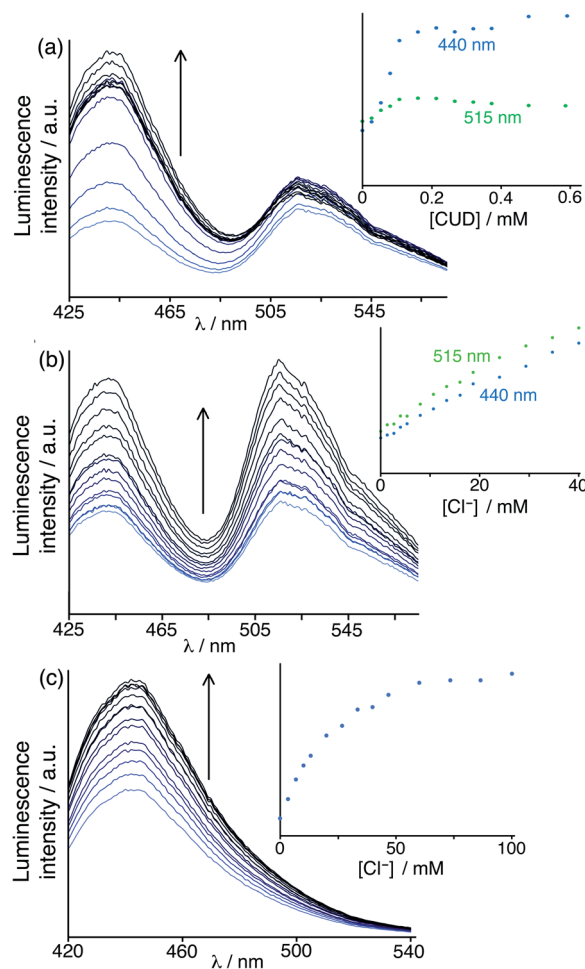 (a)
Luminescence
intensity / a.u.
425
465
505
545
λ / nm
440 nm
515 nm
0
0.2
0.4
0.6
[CUD] / mM
(b)
Luminescence
intensity / a.u.
425
465
505
545
λ / nm
515 nm
440 nm
0
20
40
[Cl⁻] / mM
(c)
Luminescence
intensity / a.u.
420
460
500
540
λ / nm
0
50
100
[Cl⁻] / mM